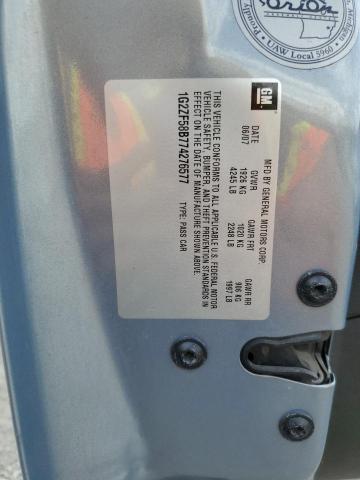 GM
MFD BY GENERAL MOTORS CORP.
DATE GVWR GAWR FRT GAWR RR
06/07 1926 KG 1020 KG 906 KG
4245 LB 2248 LB 1997 LB
THIS VEHICLE CONFORMS TO ALL APPLICABLE U.S. FEDERAL MOTOR
VEHICLE SAFETY, BUMPER, AND THEFT PREVENTION STANDARDS IN
EFFECT ON THE DATE OF MANUFACTURE SHOWN ABOVE.
1G2ZF58B774276577 TYPE: PASS CAR
Orion
Proudly
Michigan
UAW Local 5960